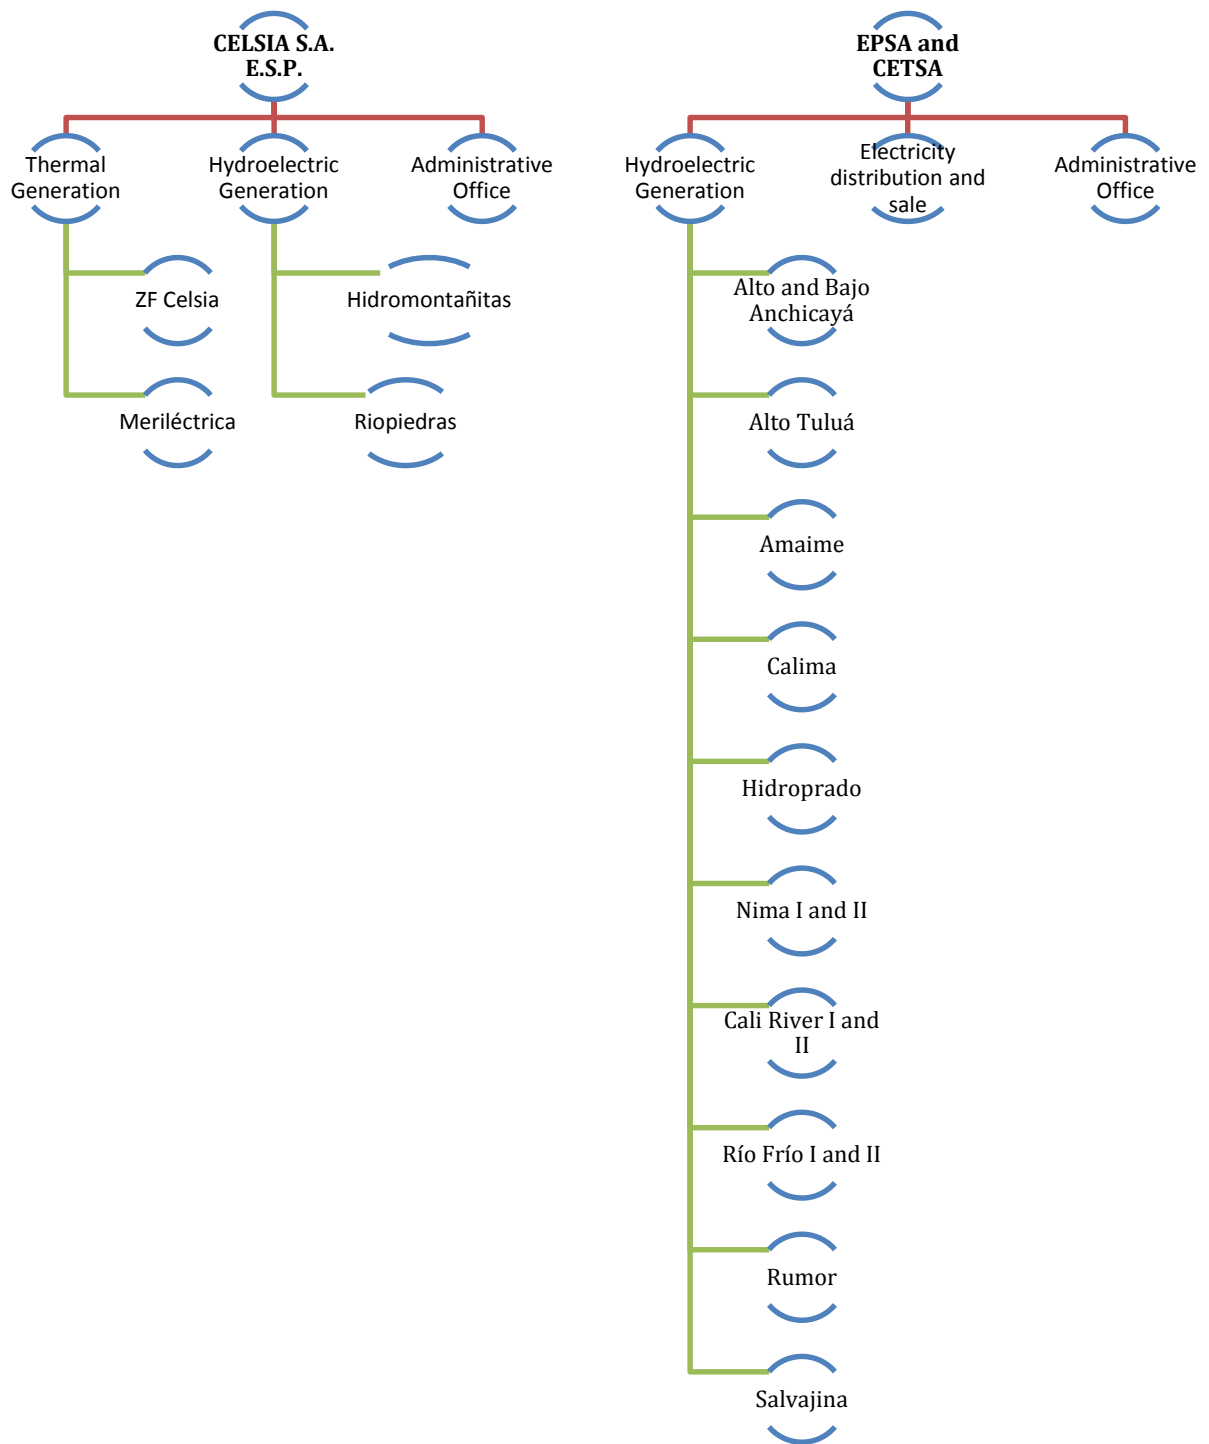 CELSIA S.A.
E.S.P.
Thermal
Generation
Hydroelectric
Generation
Administrative
Office
ZF Celsia
Hidromontañitas
Meriléctrica
Riopiedras
EPSA and
CETSA
Hydroelectric
Generation
Electricity
distribution and
sale
Administrative
Office
Alto and Bajo
Anchicayá
Alto Tuluá
Amaime
Calima
Hidroprado
Nima I and II
Cali River I and
II
Río Frío I and II
Rumor
Salvajina